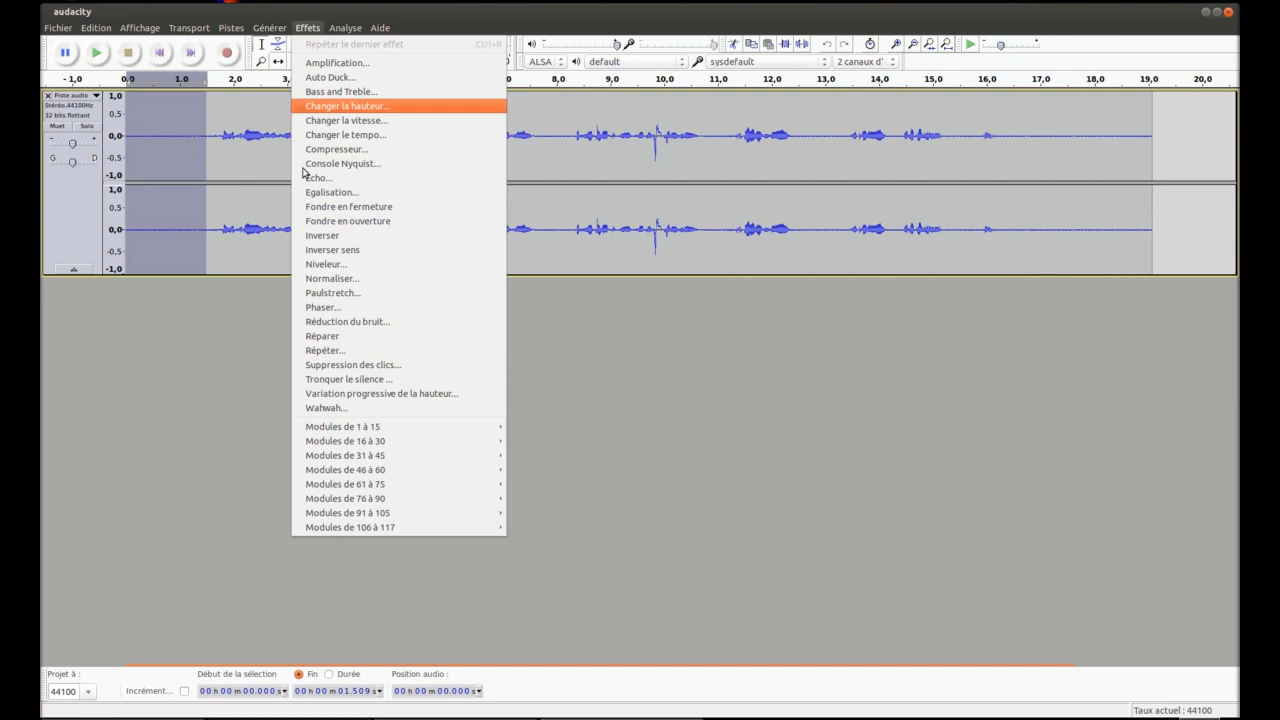 audacity
Fichier Edition Affichage Transport Pistes Générer Effets Analyse Aide
Répéter le dernier effet Ctrl+R
Amplification...
Auto Duck...
Bass and Treble...
Changer la hauteur...
Changer la vitesse...
Changer le tempo...
Compresseur...
Console Nyquist...
Echo...
Egalisation...
Fondre en fermeture
Fondre en ouverture
Inverser
Inverser sens
Niveleur...
Normaliser...
Paulstretch...
Phaser...
Réduction du bruit...
Réparer
Répéter...
Suppression des clics...
Tronquer le silence ...
Variation progressive de la hauteur...
Wahwah...
Modules de 1 à 15
Modules de 16 à 30
Modules de 31 à 45
Modules de 46 à 60
Modules de 61 à 75
Modules de 76 à 90
Modules de 91 à 105
Modules de 106 à 117
ALSA default sysdefault 2 canaux d'
- 1,0 0,0 1,0 2,0 3, 7,0 8,0 9,0 10,0 11,0 12,0 13,0 14,0 15,0 16,0 17,0 18,0 19,0 20,0
Piste audio
Stéréo,44100Hz
32 bits flottant
Muet Solo
- +
G D
1,0
0,5-
0,0-
-0,5-
-1,0
1,0
0,5-
0,0-
-0,5-
-1,0
Projet à : Début de la sélection Fin Durée Position audio :
44100 Incrément... 00 h 00 m 00.000 s 00 h 00 m 01.509 s 00 h 00 m 00.000 s
Taux actuel : 44100